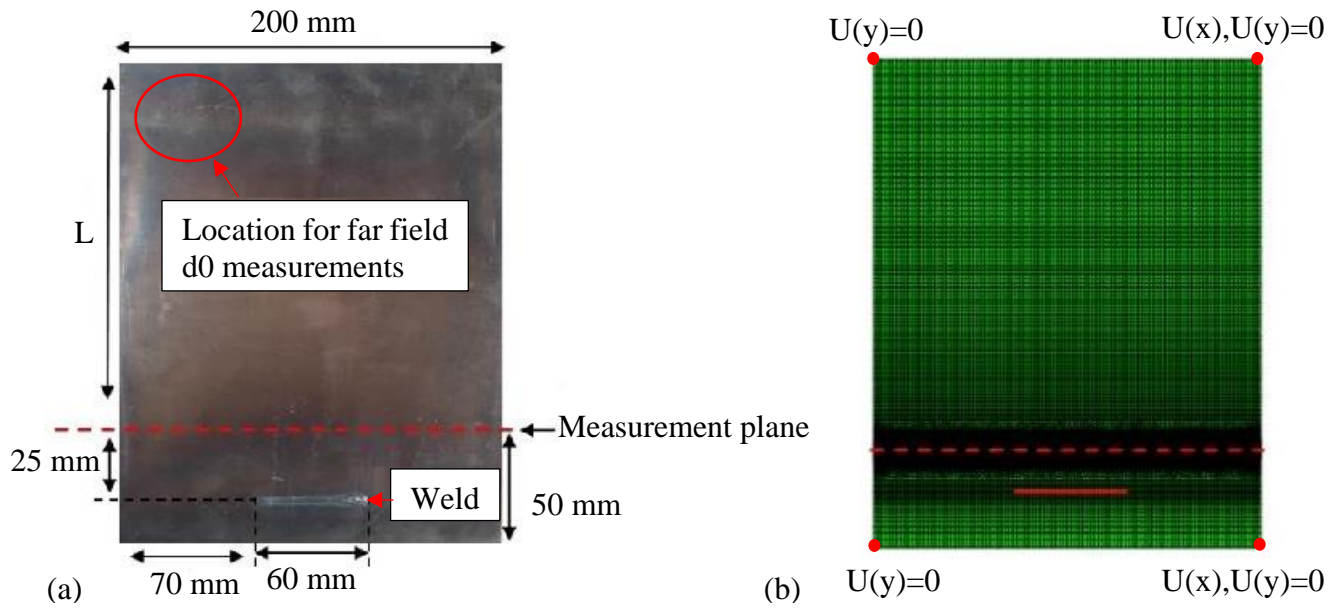 200 mm
L
Location for far field
d0 measurements
Measurement plane
25 mm
Weld
50 mm
70 mm
60 mm
(a)
U(y)=0
U(x),U(y)=0
U(y)=0
U(x),U(y)=0
(b)